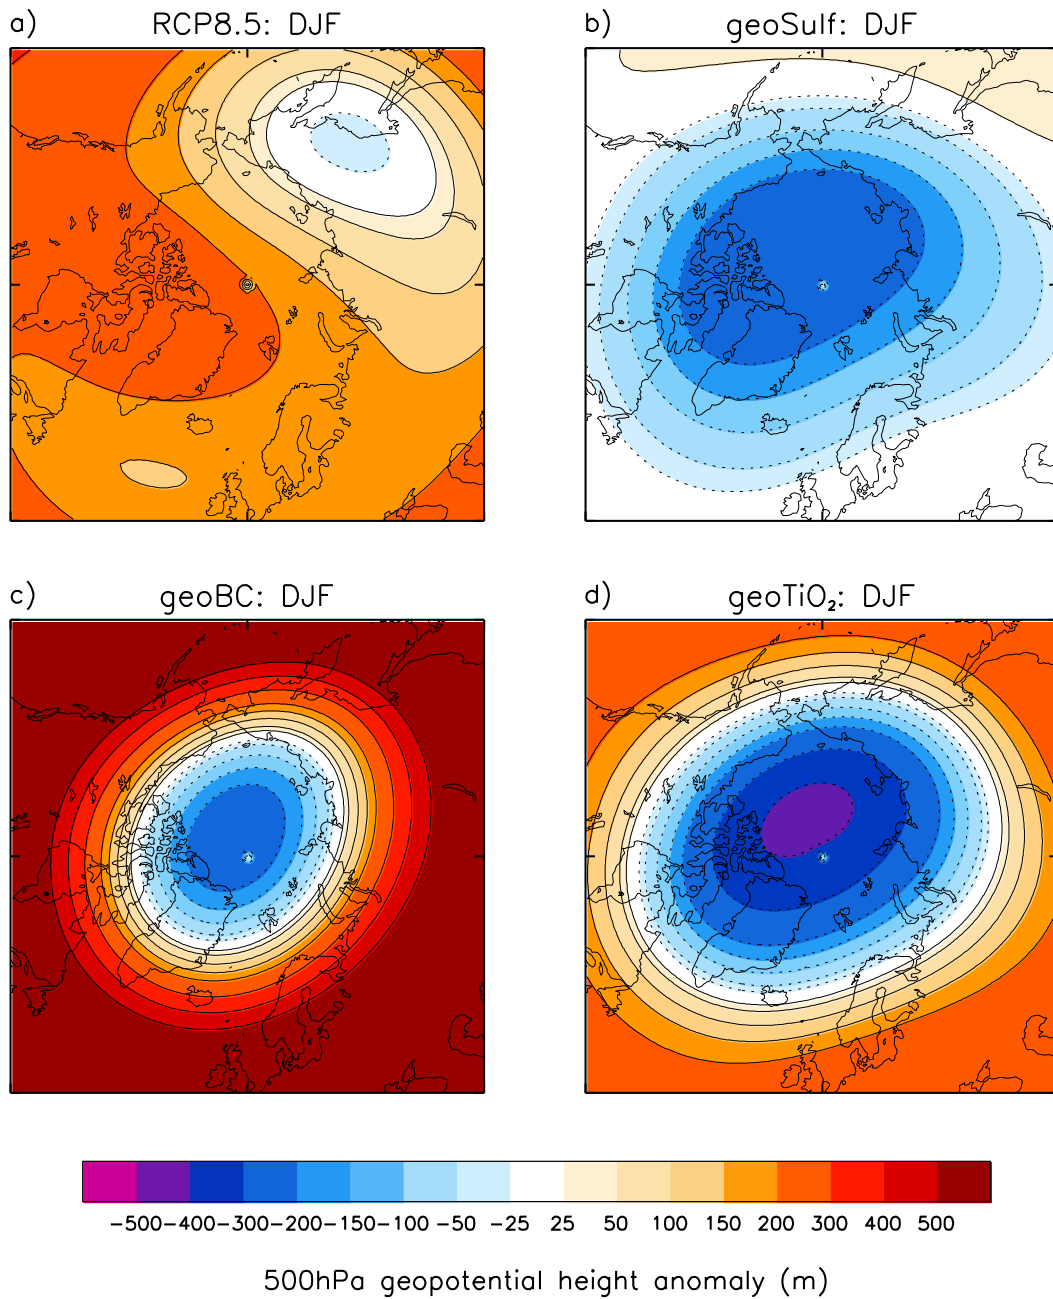 a) RCP8.5: DJF
b) geoSulf: DJF
c) geoBC: DJF
d) geoTiO₂: DJF
-500 -400 -300 -200 -150 -100 -50 -25 25 50 100 150 200 300 400 500
500hPa geopotential height anomaly (m)